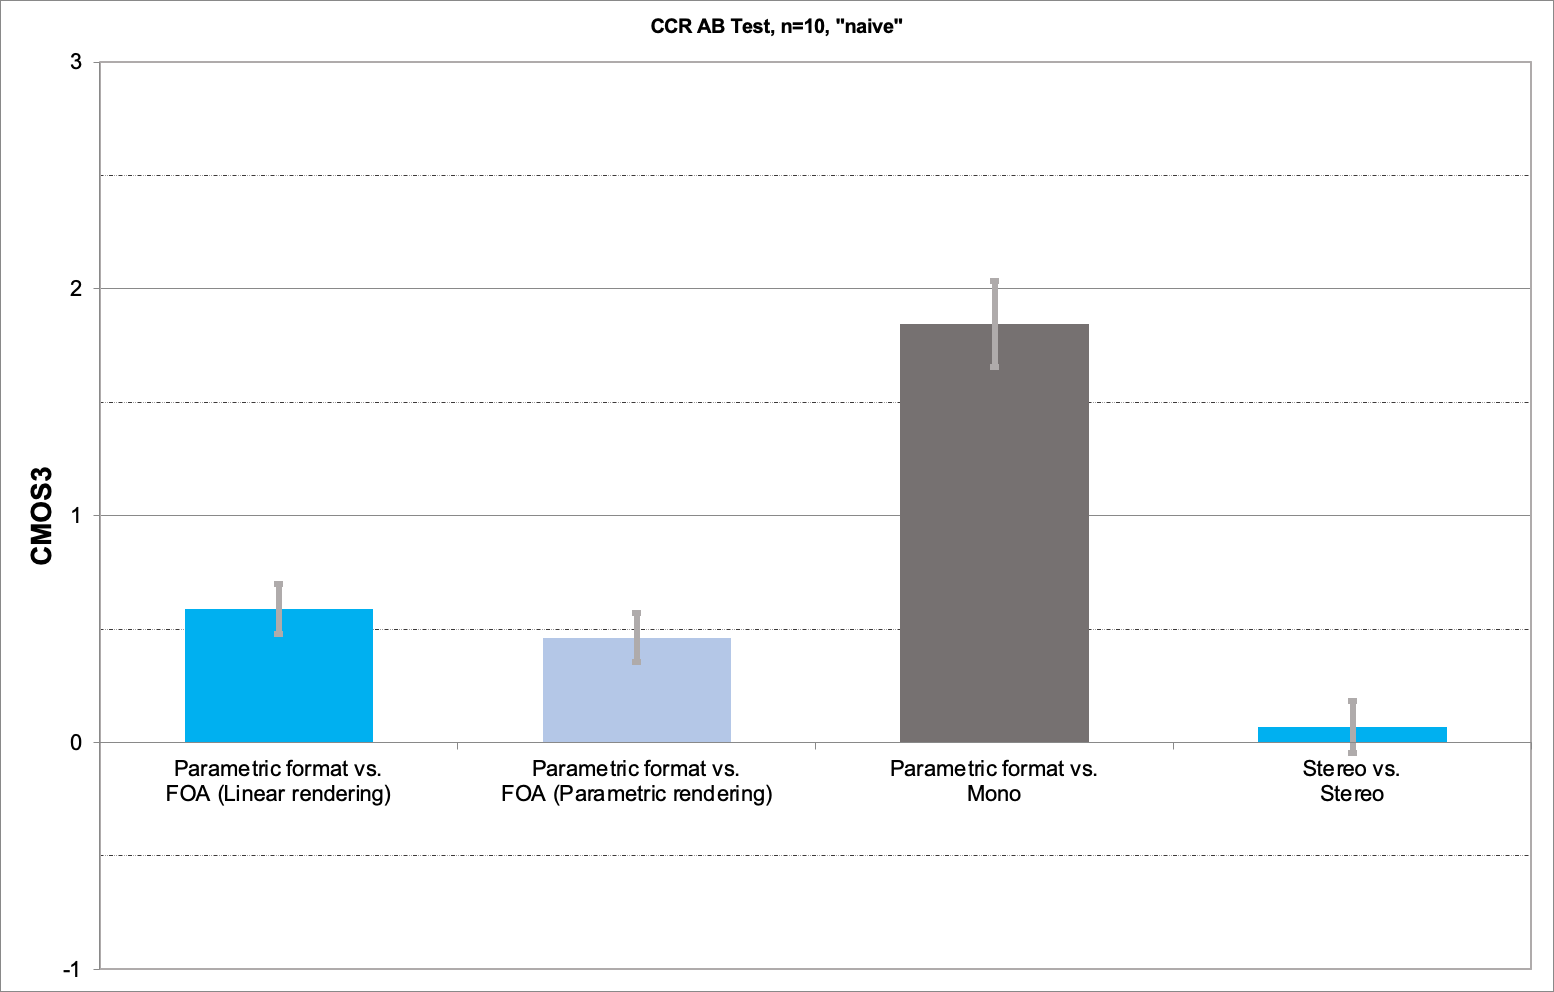 CCR AB Test, n=10, "naive"
3
2
1
0
-1
CMOS3
Parametric format vs.
FOA (Linear rendering)
Parametric format vs.
FOA (Parametric rendering)
Parametric format vs.
Mono
Stereo vs.
Stereo